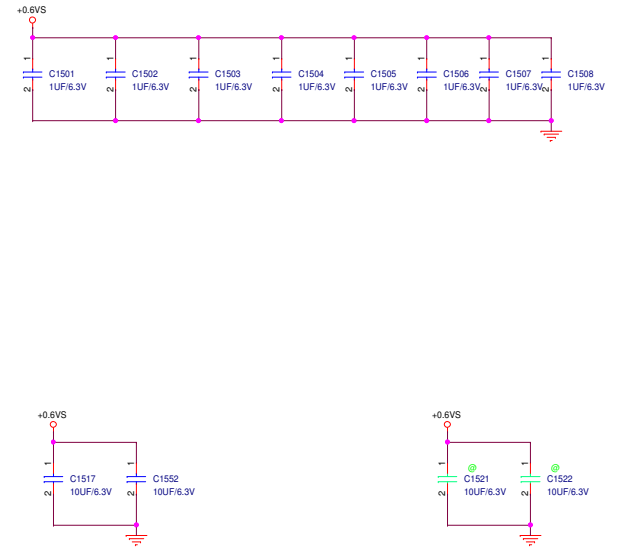 +0.6VS
1 1 1 1 1 1 1 1
C1501 C1502 C1503 C1504 C1505 C1506 C1507 C1508
1UF/6.3V 1UF/6.3V 1UF/6.3V 1UF/6.3V 1UF/6.3V 1UF/6.3V 1UF/6.3V 1UF/6.3V
2 2 2 2 2 2 2 2
+0.6VS +0.6VS
1 1 1 @ 1 @
C1517 C1552 C1521 C1522
10UF/6.3V 10UF/6.3V 10UF/6.3V 10UF/6.3V
2 2 2 2